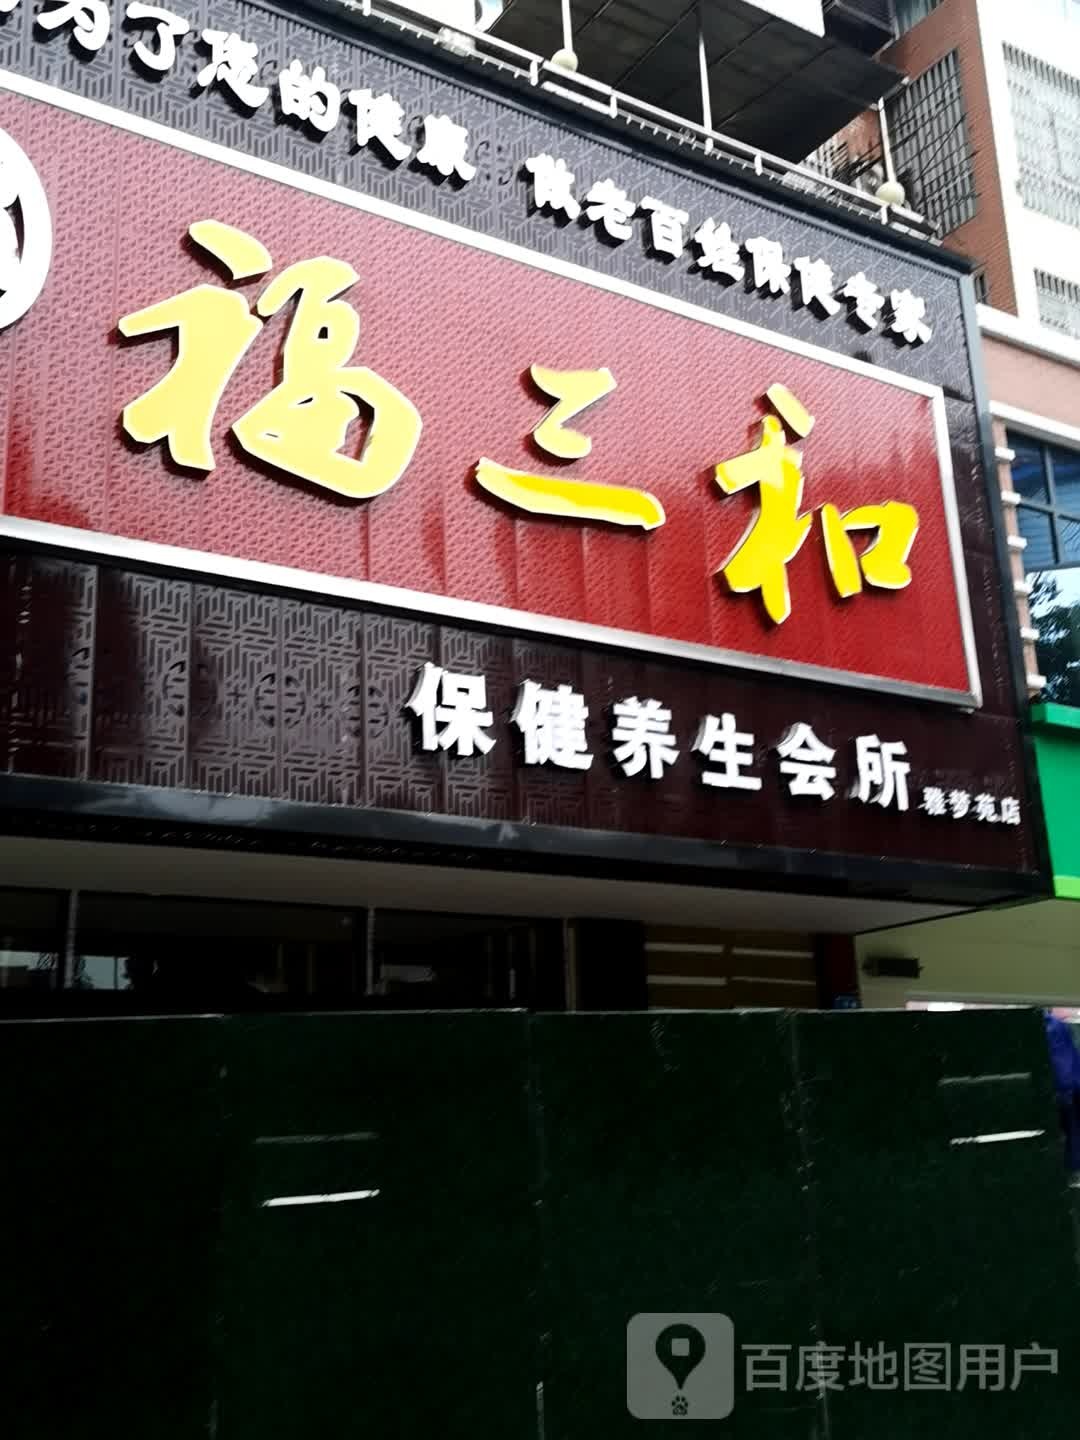 为了您的健康 做老百姓保健专家
福三和
保健养生会所
雅梦苑店
百度地图用户